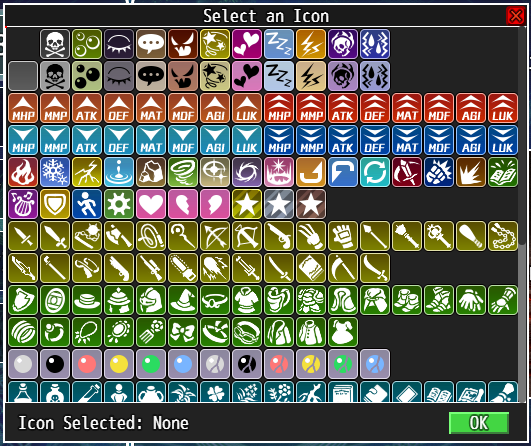 Select an Icon
MHP MMP ATK DEF MAT MDF AGI LUK MHP MMP ATK DEF MAT MDF AGI LUK
MHP MMP ATK DEF MAT MDF AGI LUK MHP MMP ATK DEF MAT MDF AGI LUK
Icon Selected: None
OK